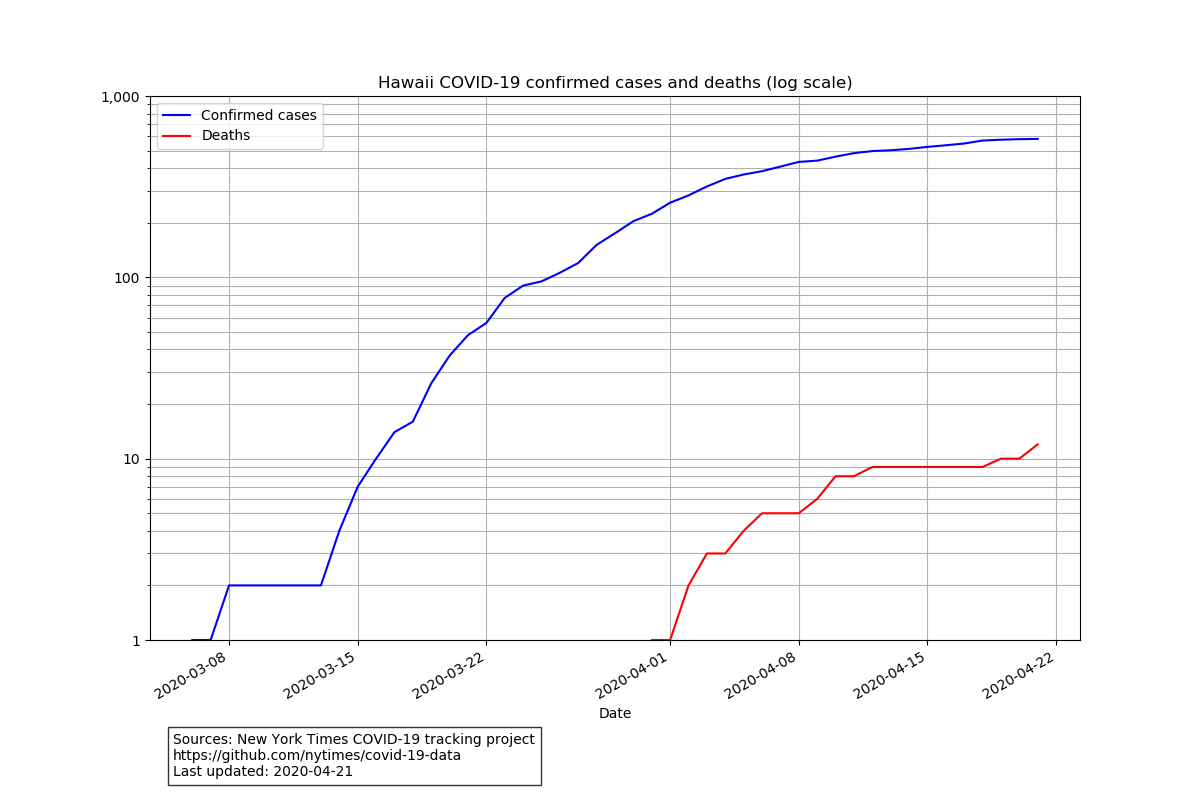 Hawaii COVID-19 confirmed cases and deaths (log scale)
1,000
100
10
1
Confirmed cases
Deaths
2020-03-08
2020-03-15
2020-03-22
2020-04-01
2020-04-08
2020-04-15
2020-04-22
Date
Sources: New York Times COVID-19 tracking project
https://github.com/nytimes/covid-19-data
Last updated: 2020-04-21